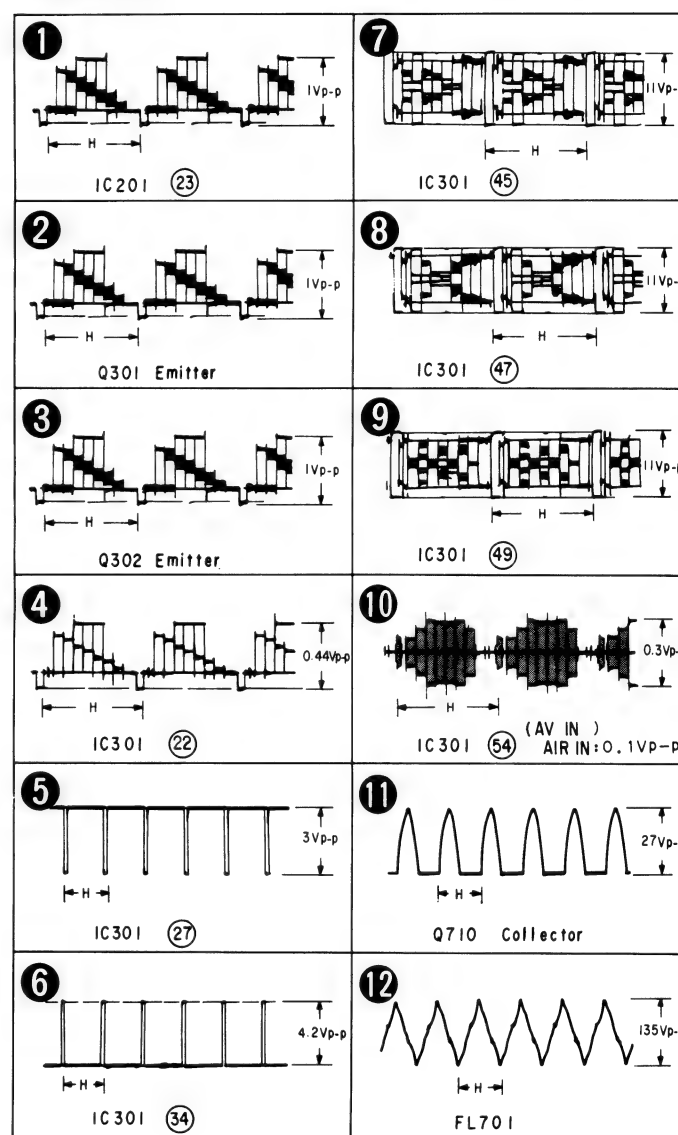 1
1Vp-p
H
IC201 23
2
1Vp-p
H
Q301 Emitter
3
1Vp-p
H
Q302 Emitter
4
0.44Vp-p
H
IC301 22
5
3Vp-p
H
IC301 27
6
4.2Vp-p
H
IC301 34
7
11Vp-
H
IC301 45
8
11Vp-
H
IC301 47
9
11Vp-p
H
IC301 49
10
0.3Vp-
H
(AV IN )
IC301 54 AIR IN:0.1Vp-p
11
27Vp-
H
Q710 Collector
12
135Vp-
H
FL701